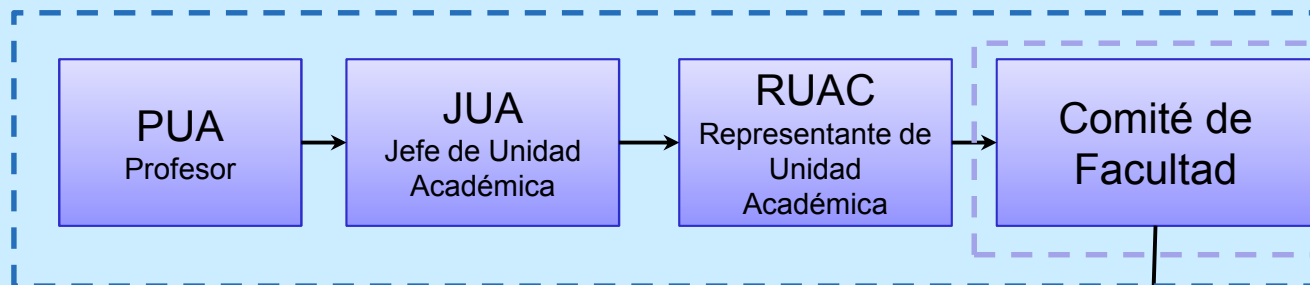 PUA
Profesor
JUA
Jefe de Unidad
Académica
RUAC
Representante de
Unidad
Académica
Comité de
Facultad